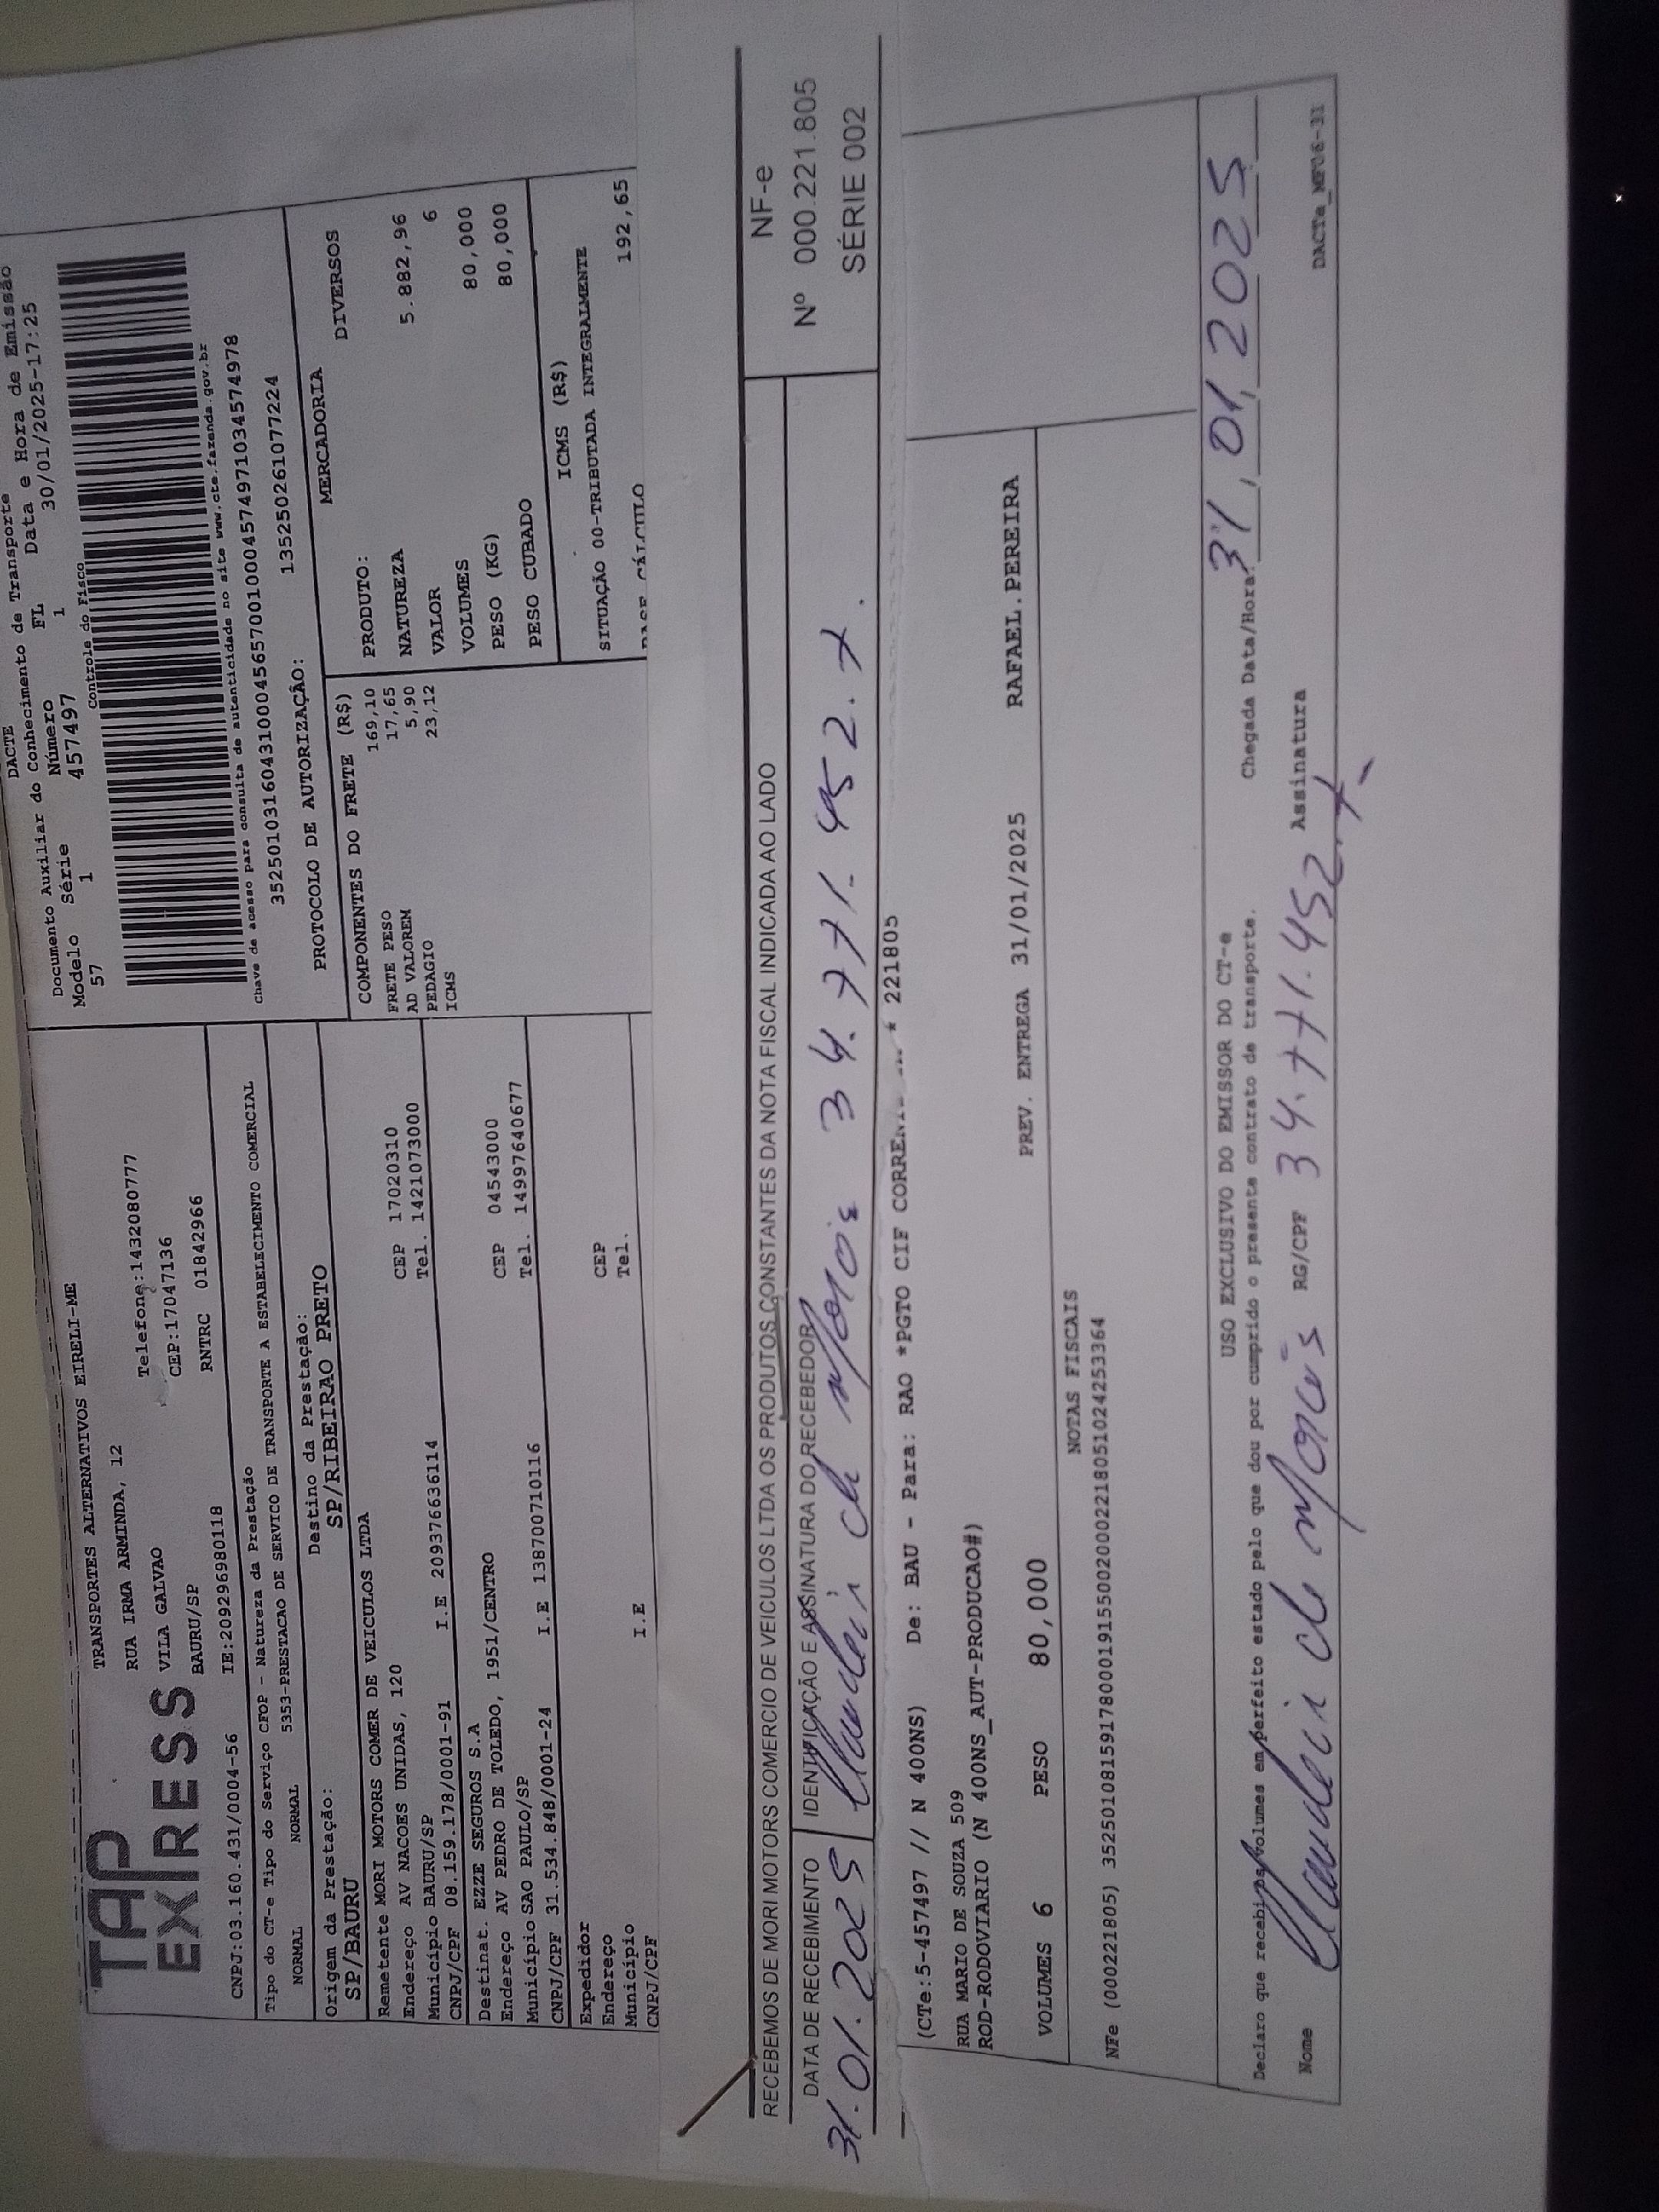 TAP
EXPRESS
TRANSPORTES ALTERNATIVOS EIRELI-ME
RUA IRMA ARMINDA, 12
Telefone:1432080777
VILA GALVAO
CEP:17047136
BAURU/SP
RNTRC 01842966
CNPJ:03.160.431/0004-56 IE:209296980118
Tipo do CT-e Tipo do Serviço CFOP - Natureza da Prestação
NORMAL NORMAL 5353-PRESTACAO DE SERVICO DE TRANSPORTE A ESTABELECIMENTO COMERCIAL
Origem da Prestação: Destino da Prestação:
SP/BAURU SP/RIBEIRAO PRETO
Remetente MORI MOTORS COMER DE VEICULOS LTDA
Endereço AV NACOES UNIDAS, 120 CEP 17020310
Município BAURU/SP Tel. 1421073000
CNPJ/CPF 08.159.178/0001-91 I.E 209376636114
Destinat. EZZE SEGUROS S.A
Endereço AV PEDRO DE TOLEDO, 1951/CENTRO CEP 04543000
Município SAO PAULO/SP Tel. 14997640677
CNPJ/CPF 31.534.848/0001-24 I.E 138700710116
Expedidor
Endereço CEP
Município Tel.
CNPJ/CPF I.E
DACTE
Documento Auxiliar do Conhecimento de Transporte
Modelo Série Número FL Data e Hora de Emissão
57 1 457497 1 30/01/2025-17:25
Controle do Fisco
Chave de acesso para consulta de autenticidade no site www.cte.fazenda.gov.br
35250103160431000456570010004574971034574978
PROTOCOLO DE AUTORIZAÇÃO: 135250261077224
COMPONENTES DO FRETE (R$)
FRETE PESO 169,10
AD VALOREM 17,65
PEDAGIO 5,90
ICMS 23,12
MERCADORIA
PRODUTO: DIVERSOS
NATUREZA
VALOR 5.882,96
VOLUMES 6
PESO (KG) 80,000
PESO CUBADO 80,000
ICMS (R$)
SITUAÇÃO 00-TRIBUTADA INTEGRALMENTE
BASE CÁLCULO 192,65
RECEBEMOS DE MORI MOTORS COMERCIO DE VEICULOS LTDA OS PRODUTOS CONSTANTES DA NOTA FISCAL INDICADA AO LADO
DATA DE RECEBIMENTO IDENTIFICAÇÃO E ASSINATURA DO RECEBEDOR
31.01.2025 34.771.452.7.
NF-e
Nº 000.221.805
SÉRIE 002
(CTe:5-457497 // N 400NS) De: BAU - Para: RAO *PGTO CIF CORREN * 221805
RUA MARIO DE SOUZA 509
ROD-RODOVIARIO (N 400NS_AUT-PRODUCAO#)
VOLUMES 6 PESO 80,000 PREV. ENTREGA 31/01/2025 RAFAEL.PEREIRA
NOTAS FISCAIS
NFe (000221805) 35250108159178000191550020002218051024253364
USO EXCLUSIVO DO EMISSOR DO CT-e
Declaro que recebi os volumes em perfeito estado pelo que dou por cumprido o presente contrato de transporte. Chegada Data/Hora: 31,01,2025
Nome RG/CPF 34.771.452.7- Assinatura
DACTe_MFU6-31